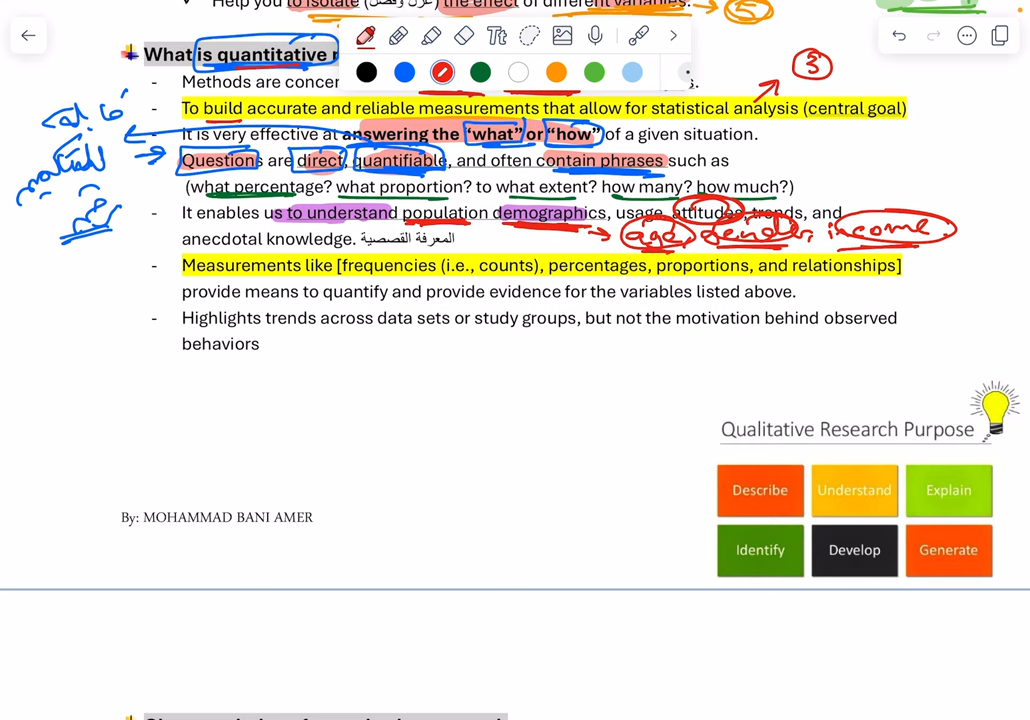 Help you to isolate (عزل وفصل) the effect of different variables. → 5
What is quantitative r
Methods are concer
3
To build accurate and reliable measurements that allow for statistical analysis (central goal)
It is very effective at answering the “what” or “how” of a given situation.
قابلة
للقياس
Questions are direct, quantifiable, and often contain phrases such as
(what percentage? what proportion? to what extent? how many? how much?)
It enables us to understand population demographics, usage, attitudes, trends, and
anecdotal knowledge. المعرفة القصصية
age, gender, income.
Measurements like [frequencies (i.e., counts), percentages, proportions, and relationships]
provide means to quantify and provide evidence for the variables listed above.
Highlights trends across data sets or study groups, but not the motivation behind observed
behaviors
Qualitative Research Purpose
Describe Understand Explain
By: MOHAMMAD BANI AMER
Identify Develop Generate